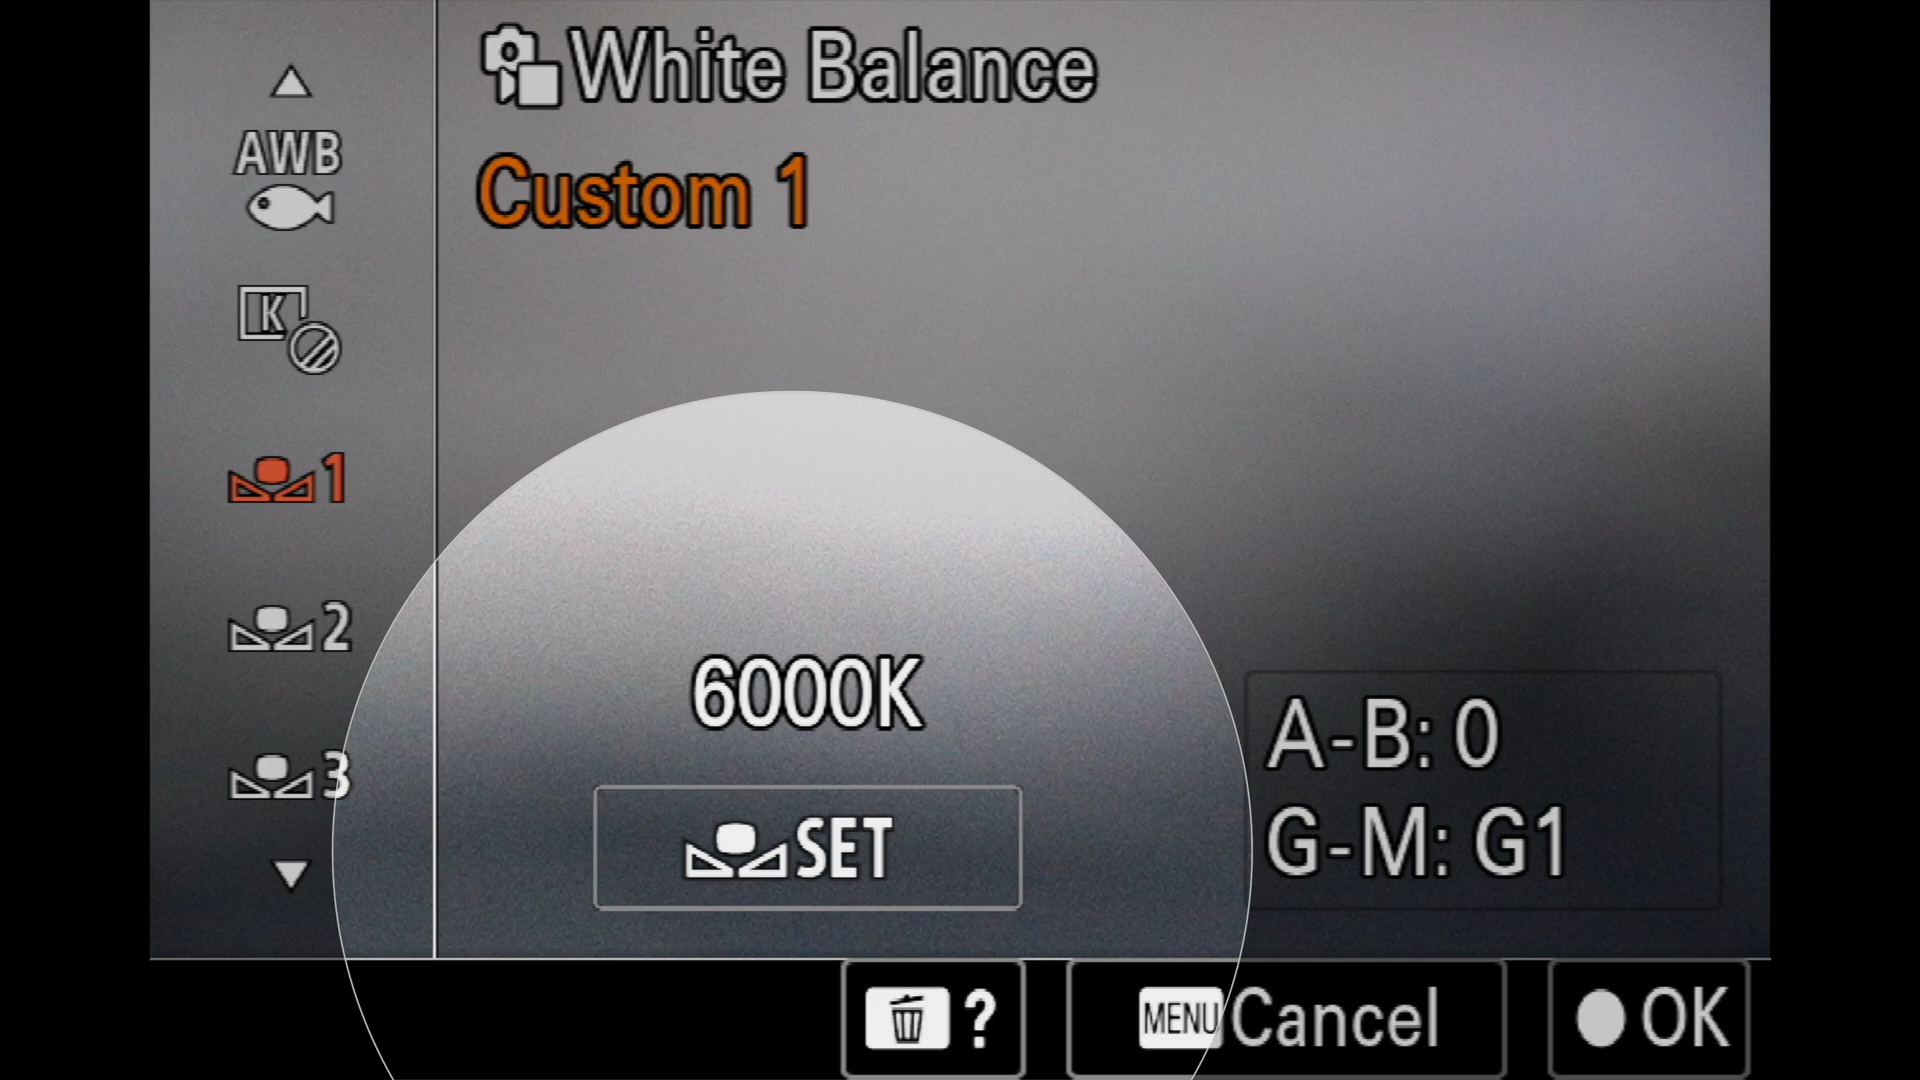 White Balance
Custom 1
AWB
K
1
2
3
6000K
SET
A-B: 0
G-M: G1
?
MENU Cancel
OK